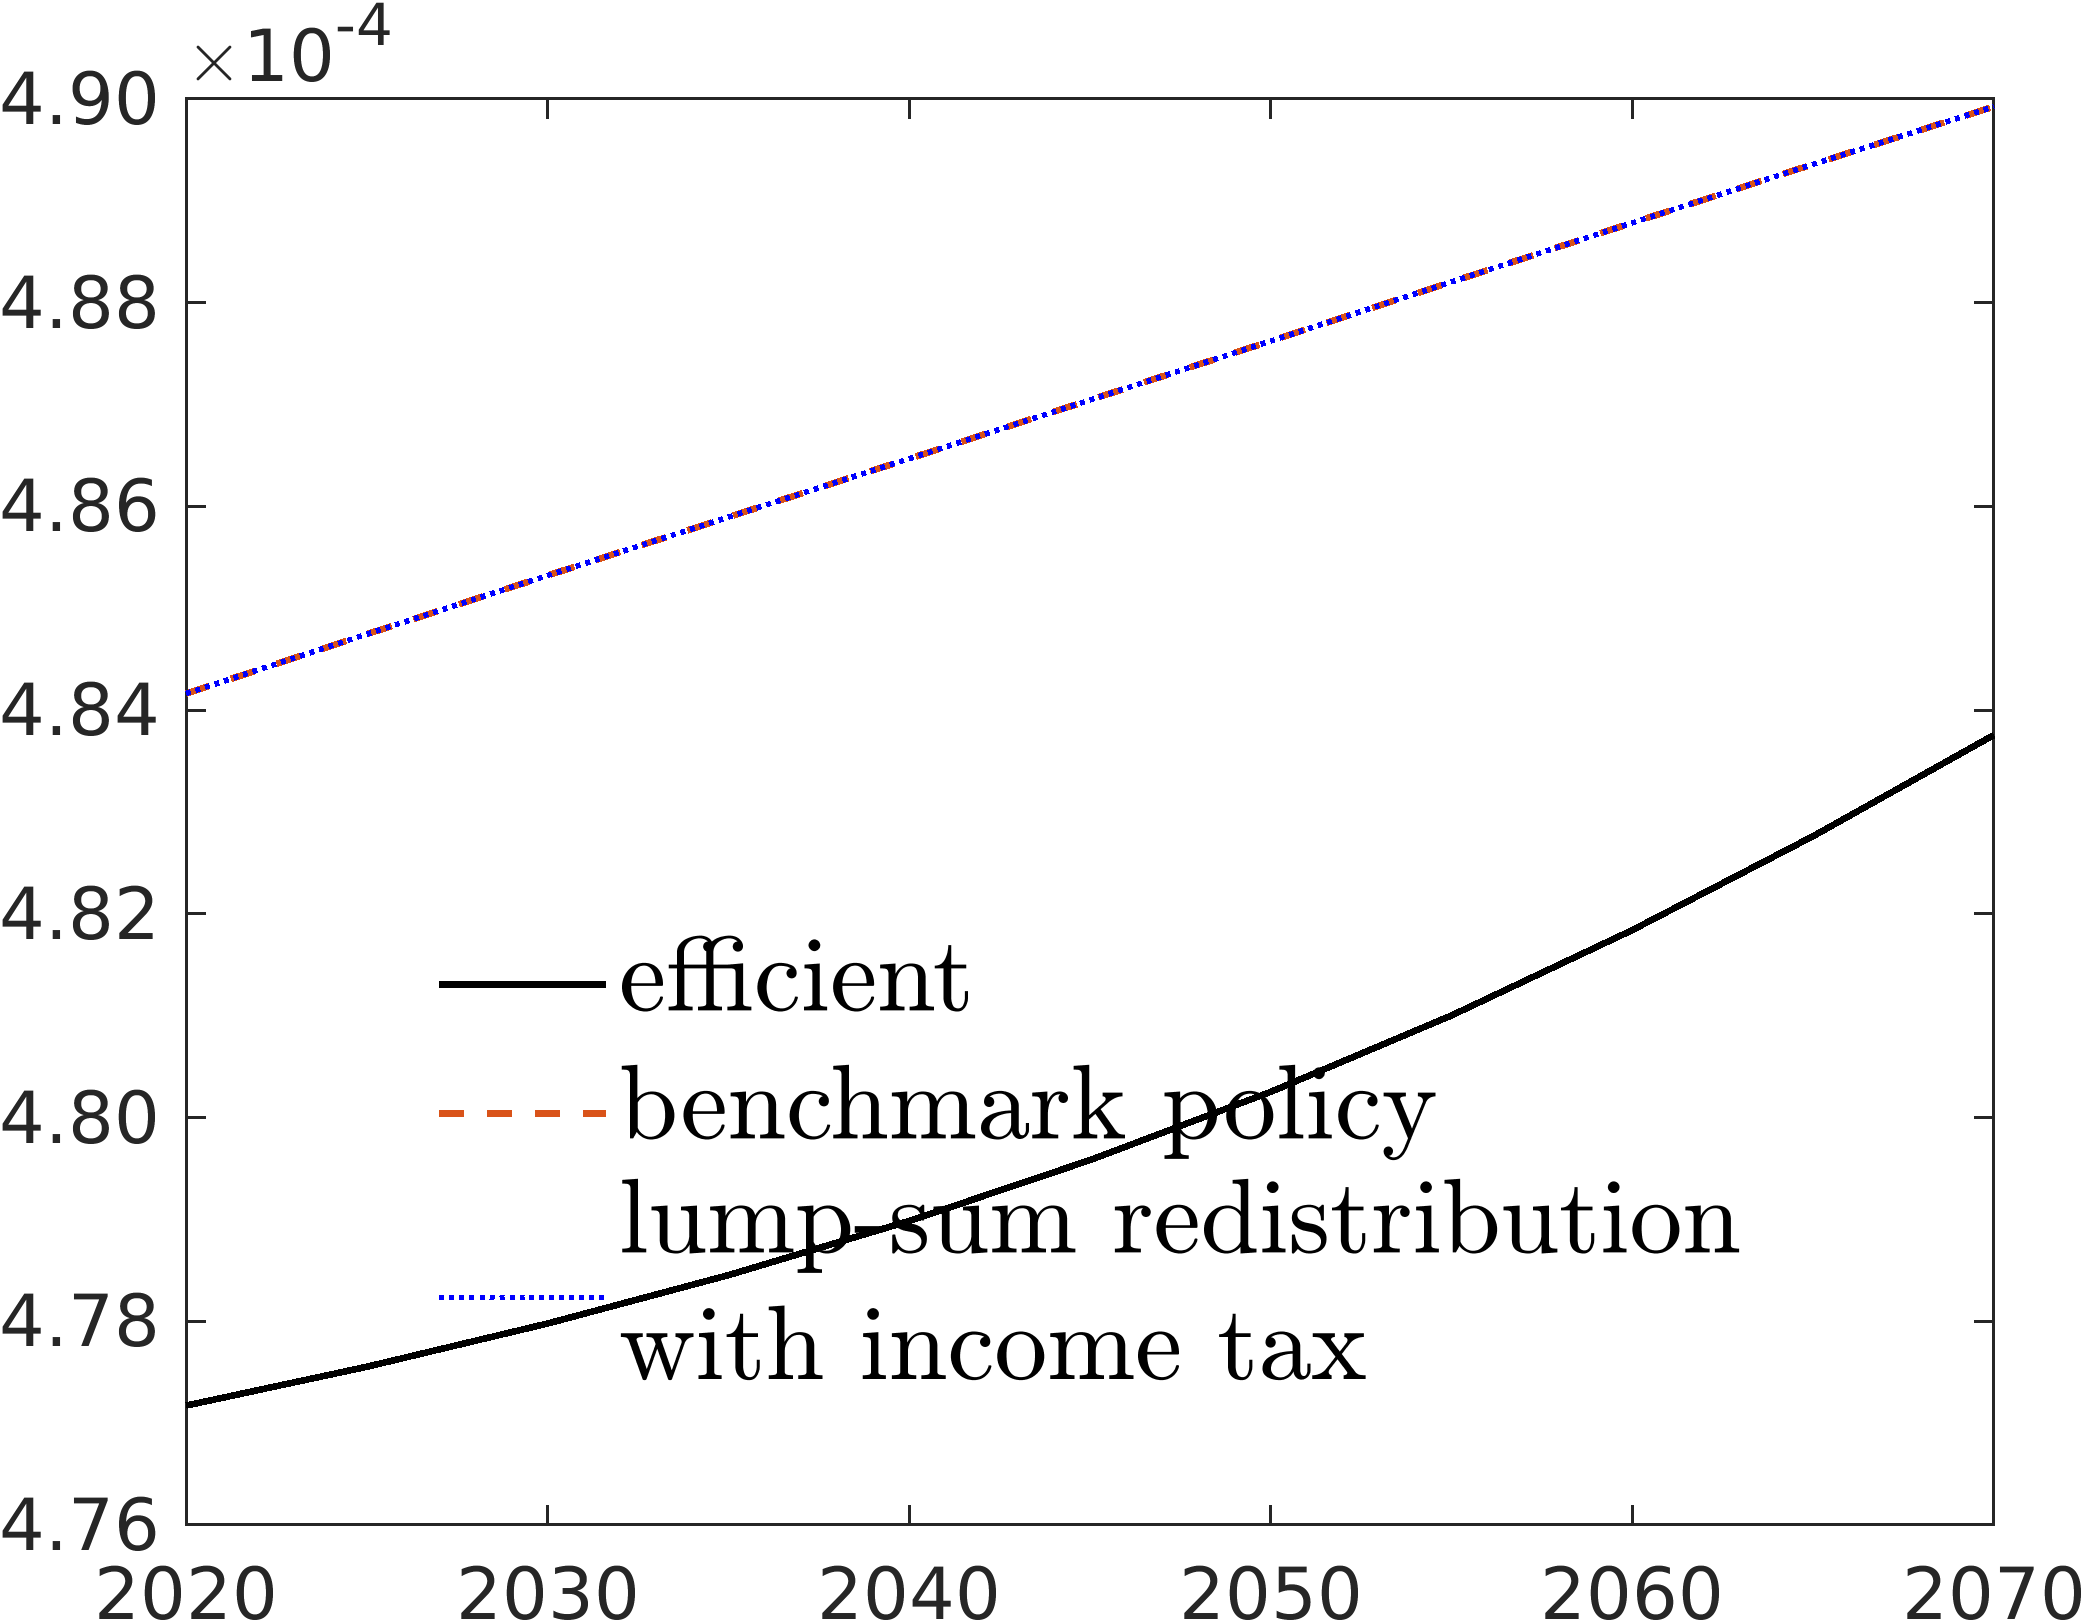 ×10-4
4.90
4.88
4.86
4.84
4.82
4.80
4.78
4.76
efficient
benchmark policy
lump-sum redistribution
with income tax
2020 2030 2040 2050 2060 2070